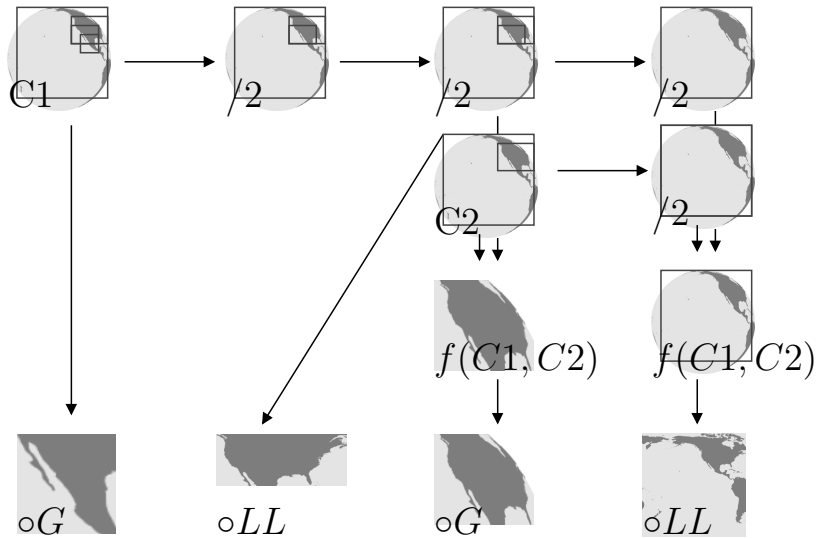 C1
/2
/2
/2
C2
/2
f(C1, C2)
f(C1, C2)
∘G
∘LL
∘G
∘LL